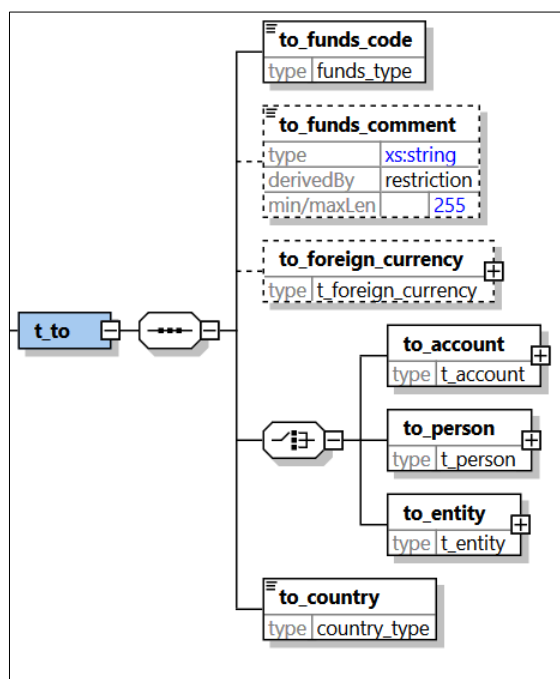 to_funds_code
type funds_type
to_funds_comment
type xs:string
derivedBy restriction
min/maxLen 255
to_foreign_currency
type t_foreign_currency
t_to
to_account
type t_account
to_person
type t_person
to_entity
type t_entity
to_country
type country_type